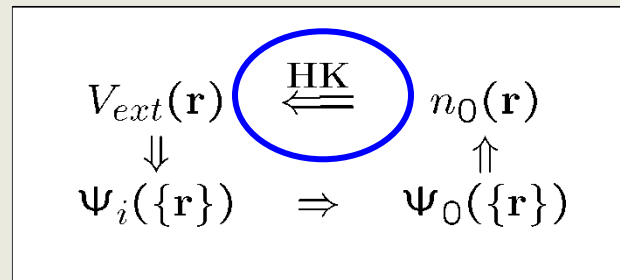 HK
V_ext(r) ⇐ n_0(r)
⇓ ⇑
Ψ_i({r}) ⇒ Ψ_0({r})